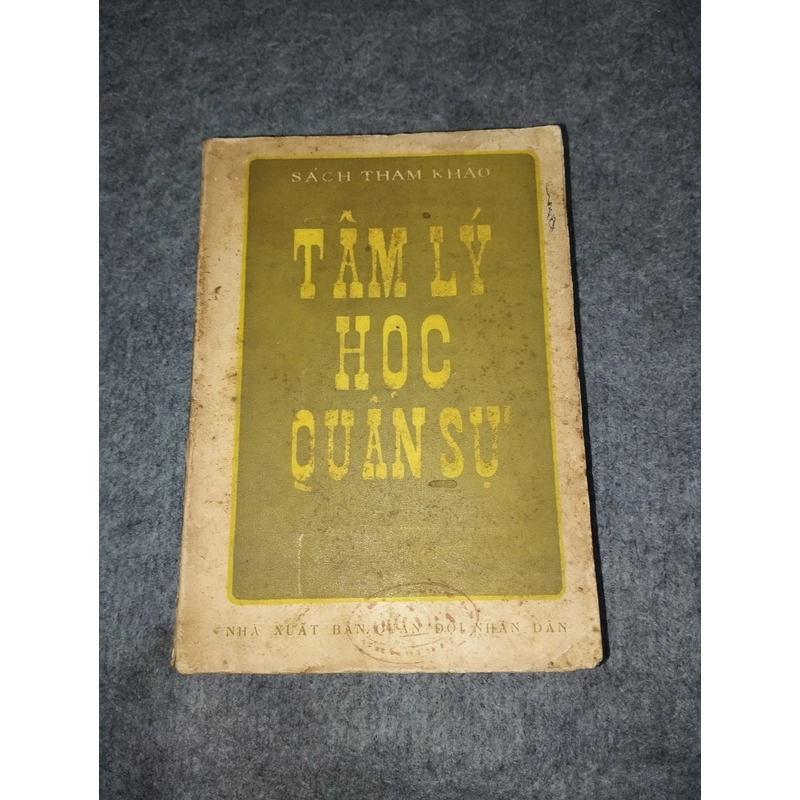 SÁCH THAM KHẢO
TÂM LÝ
HỌC
QUÂN SỰ
NHÀ XUẤT BẢN QUÂN ĐỘI NHÂN DÂN